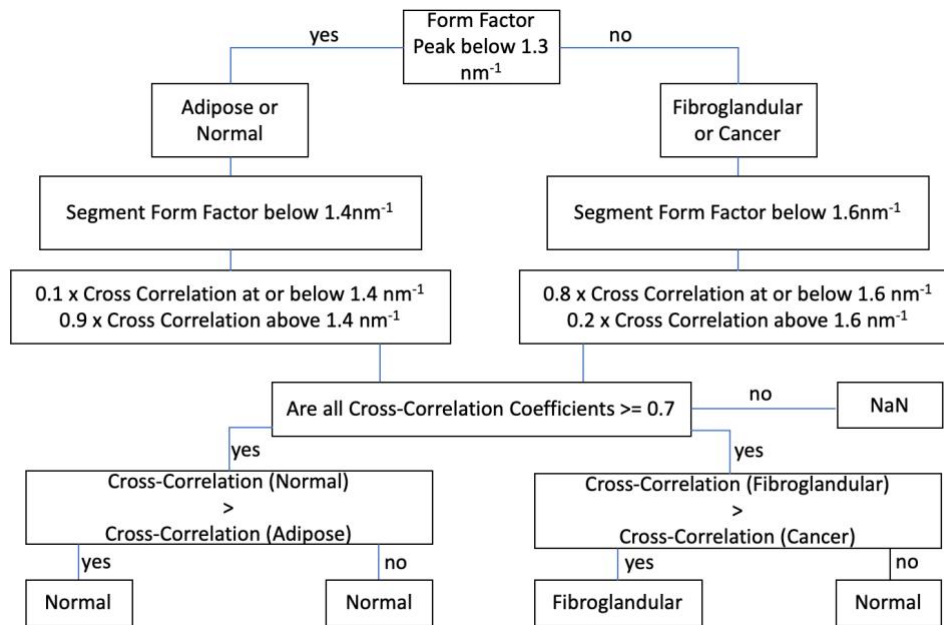 Form Factor
Peak below 1.3
nm⁻¹
yes
no
Adipose or
Normal
Fibroglandular
or Cancer
Segment Form Factor below 1.4nm⁻¹
Segment Form Factor below 1.6nm⁻¹
0.1 x Cross Correlation at or below 1.4 nm⁻¹
0.9 x Cross Correlation above 1.4 nm⁻¹
0.8 x Cross Correlation at or below 1.6 nm⁻¹
0.2 x Cross Correlation above 1.6 nm⁻¹
Are all Cross-Correlation Coefficients >= 0.7
no
NaN
yes
yes
Cross-Correlation (Normal)
>
Cross-Correlation (Adipose)
Cross-Correlation (Fibroglandular)
>
Cross-Correlation (Cancer)
yes
no
yes
no
Normal
Normal
Fibroglandular
Normal